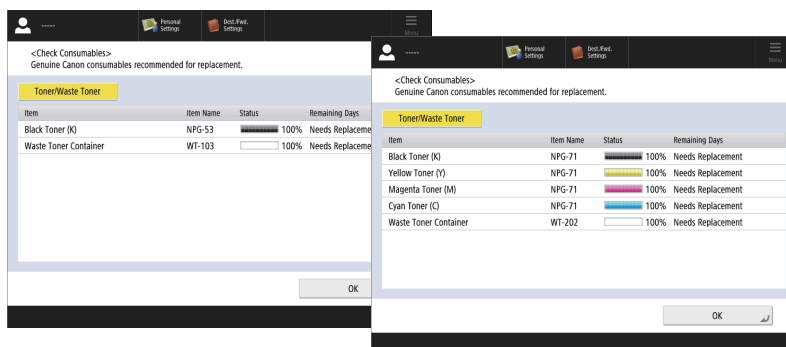 -----
Personal Settings
Dest./Fwd. Settings
Menu
<Check Consumables>
Genuine Canon consumables recommended for replacement.
Toner/Waste Toner
Item Item Name Status Remaining Days
Black Toner (K) NPG-53 100% Needs Replaceme
Waste Toner Container WT-103 100% Needs Replaceme
OK
-----
Personal Settings
Dest./Fwd. Settings
Menu
<Check Consumables>
Genuine Canon consumables recommended for replacement.
Toner/Waste Toner
Item Item Name Status Remaining Days
Black Toner (K) NPG-71 100% Needs Replacement
Yellow Toner (Y) NPG-71 100% Needs Replacement
Magenta Toner (M) NPG-71 100% Needs Replacement
Cyan Toner (C) NPG-71 100% Needs Replacement
Waste Toner Container WT-202 100% Needs Replacement
OK